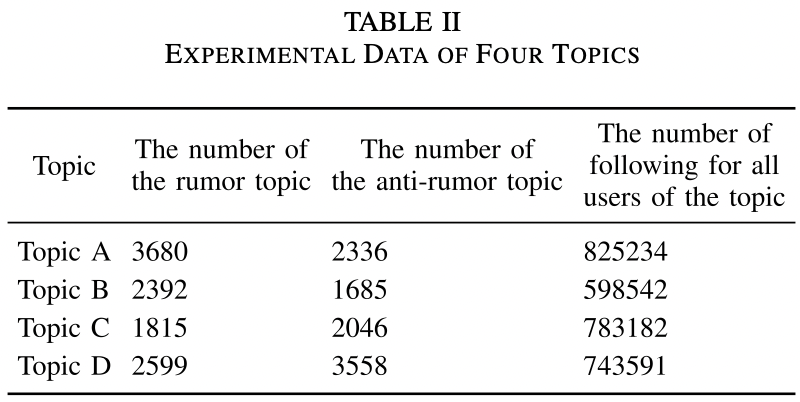 TABLE II
EXPERIMENTAL DATA OF FOUR TOPICS
Topic
The number of
the rumor topic
The number of
the anti-rumor topic
The number of
following for all
users of the topic
Topic A 3680 2336 825234
Topic B 2392 1685 598542
Topic C 1815 2046 783182
Topic D 2599 3558 743591